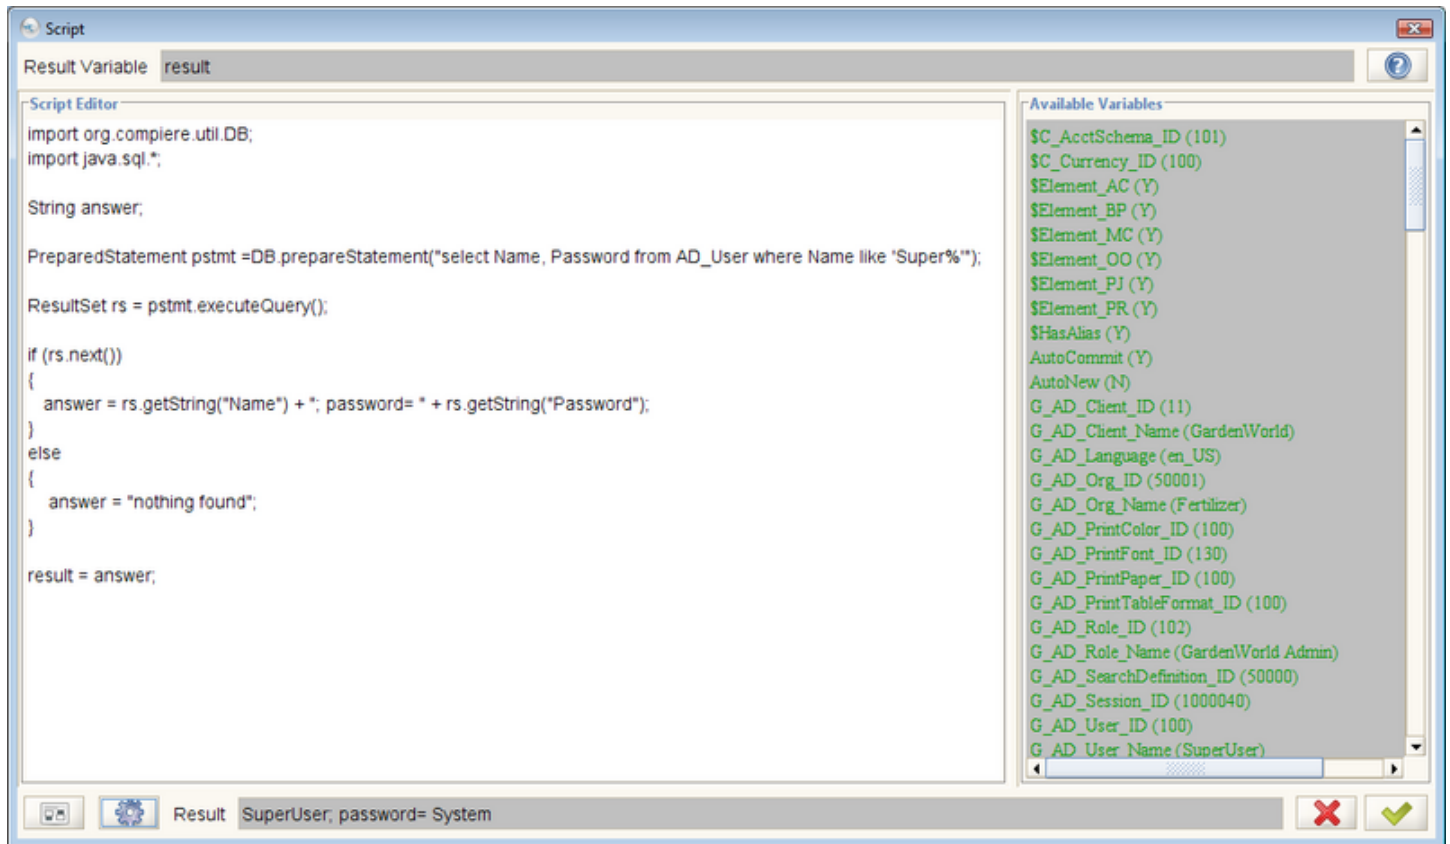 Script
Result Variable result
Script Editor
import org.compiere.util.DB;
import java.sql.*;
String answer;
PreparedStatement pstmt =DB.prepareStatement("select Name, Password from AD_User where Name like 'Super%'");
ResultSet rs = pstmt.executeQuery();
if (rs.next())
{
answer = rs.getString("Name") + "; password= " + rs.getString("Password");
}
else
{
answer = "nothing found";
}
result = answer;
Available Variables
$C_AcctSchema_ID (101)
$C_Currency_ID (100)
$Element_AC (Y)
$Element_BP (Y)
$Element_MC (Y)
$Element_OO (Y)
$Element_PJ (Y)
$Element_PR (Y)
$HasAlias (Y)
AutoCommit (Y)
AutoNew (N)
G_AD_Client_ID (11)
G_AD_Client_Name (GardenWorld)
G_AD_Language (en_US)
G_AD_Org_ID (50001)
G_AD_Org_Name (Fertilizer)
G_AD_PrintColor_ID (100)
G_AD_PrintFont_ID (130)
G_AD_PrintPaper_ID (100)
G_AD_PrintTableFormat_ID (100)
G_AD_Role_ID (102)
G_AD_Role_Name (GardenWorld Admin)
G_AD_SearchDefinition_ID (50000)
G_AD_Session_ID (1000040)
G_AD_User_ID (100)
G_AD_User_Name (SuperUser)
Result SuperUser; password= System